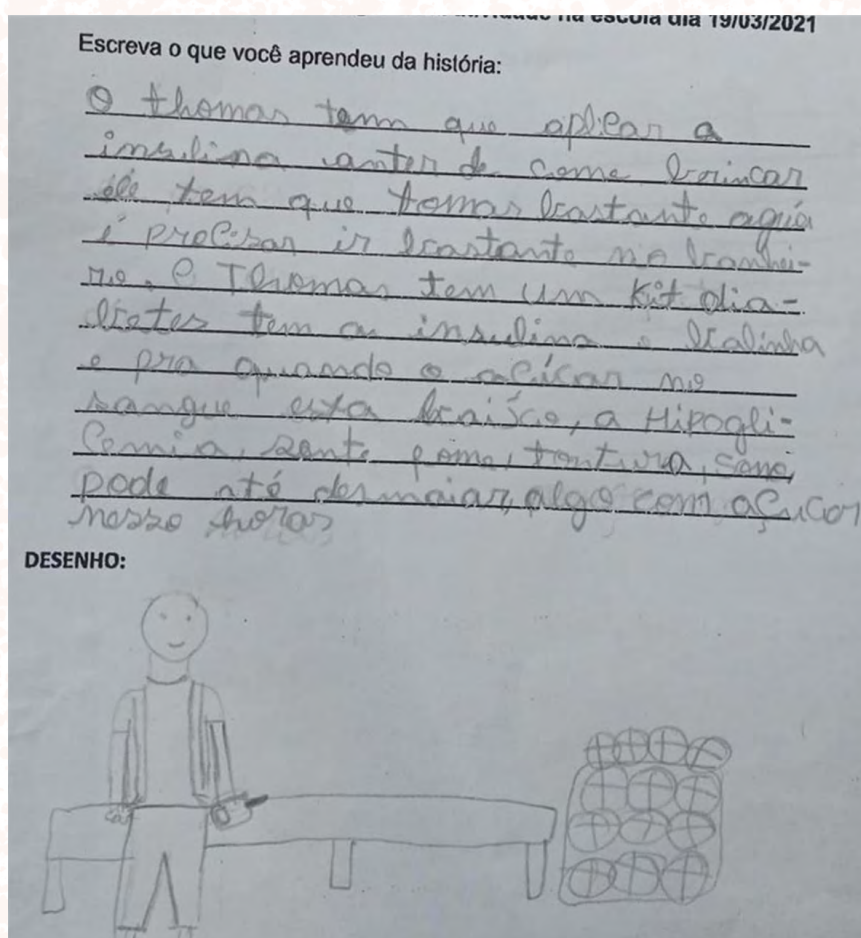 na escola dia 19/03/2021
Escreva o que você aprendeu da história:
O thomas tem que aplicar a
insulina anter de come brincar
ele tem que tomar bastante aguá
é precisar ir bastante no banhei-
ro. e Thomas tem um Kit dia-
betes tem a insulina e balinha
e pra quando o acícar no
sangue esta baixo, a Hipogli-
cemia, sente fome, tontura, sono,
pode até desmaiar, algo com açucar
nesso horas
DESENHO: